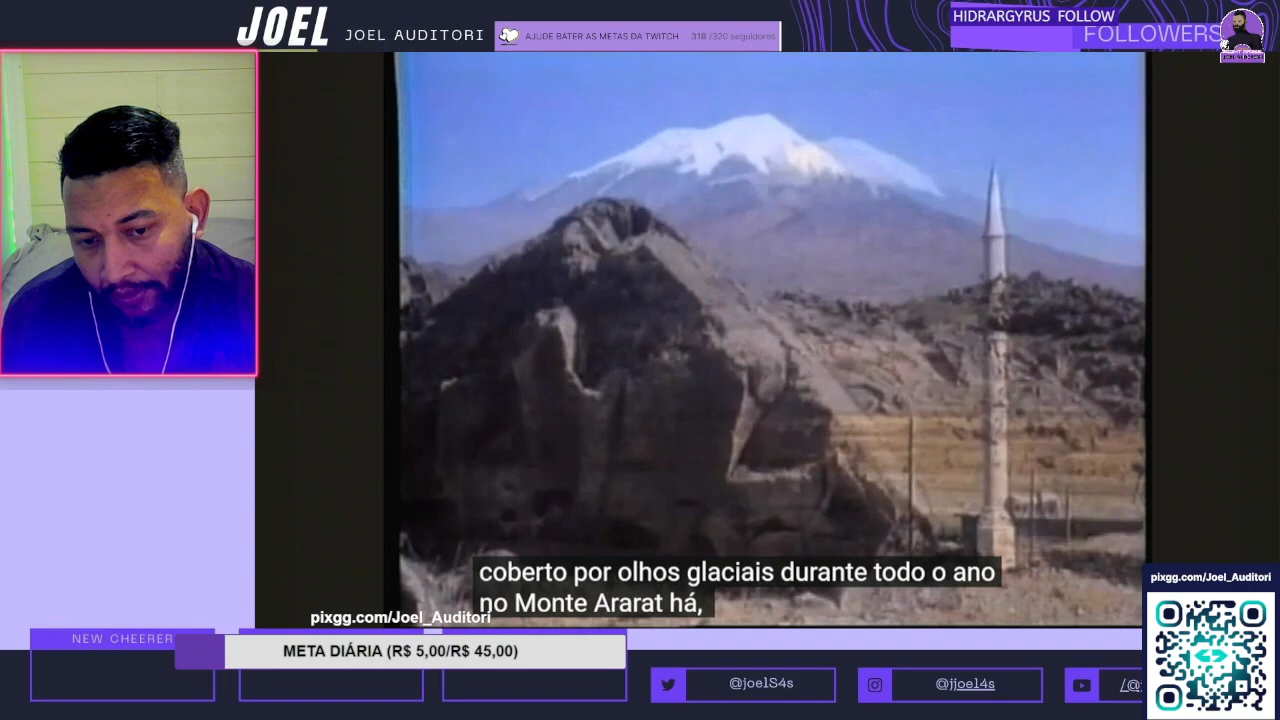 JOEL
JOEL AUDITORI
AJUDE BATER AS METAS DA TWITCH 318 /320 seguidores
HIDRARGYRUS FOLLOW
FOLLOWERS
coberto por olhos glaciais durante todo o ano
no Monte Ararat há,
pixgg.com/Joel_Auditori
pixgg.com/Joel_Auditori
NEW CHEERER
META DIÁRIA (R$ 5,00/R$ 45,00)
@joelS4s
@jjoel4s
/@